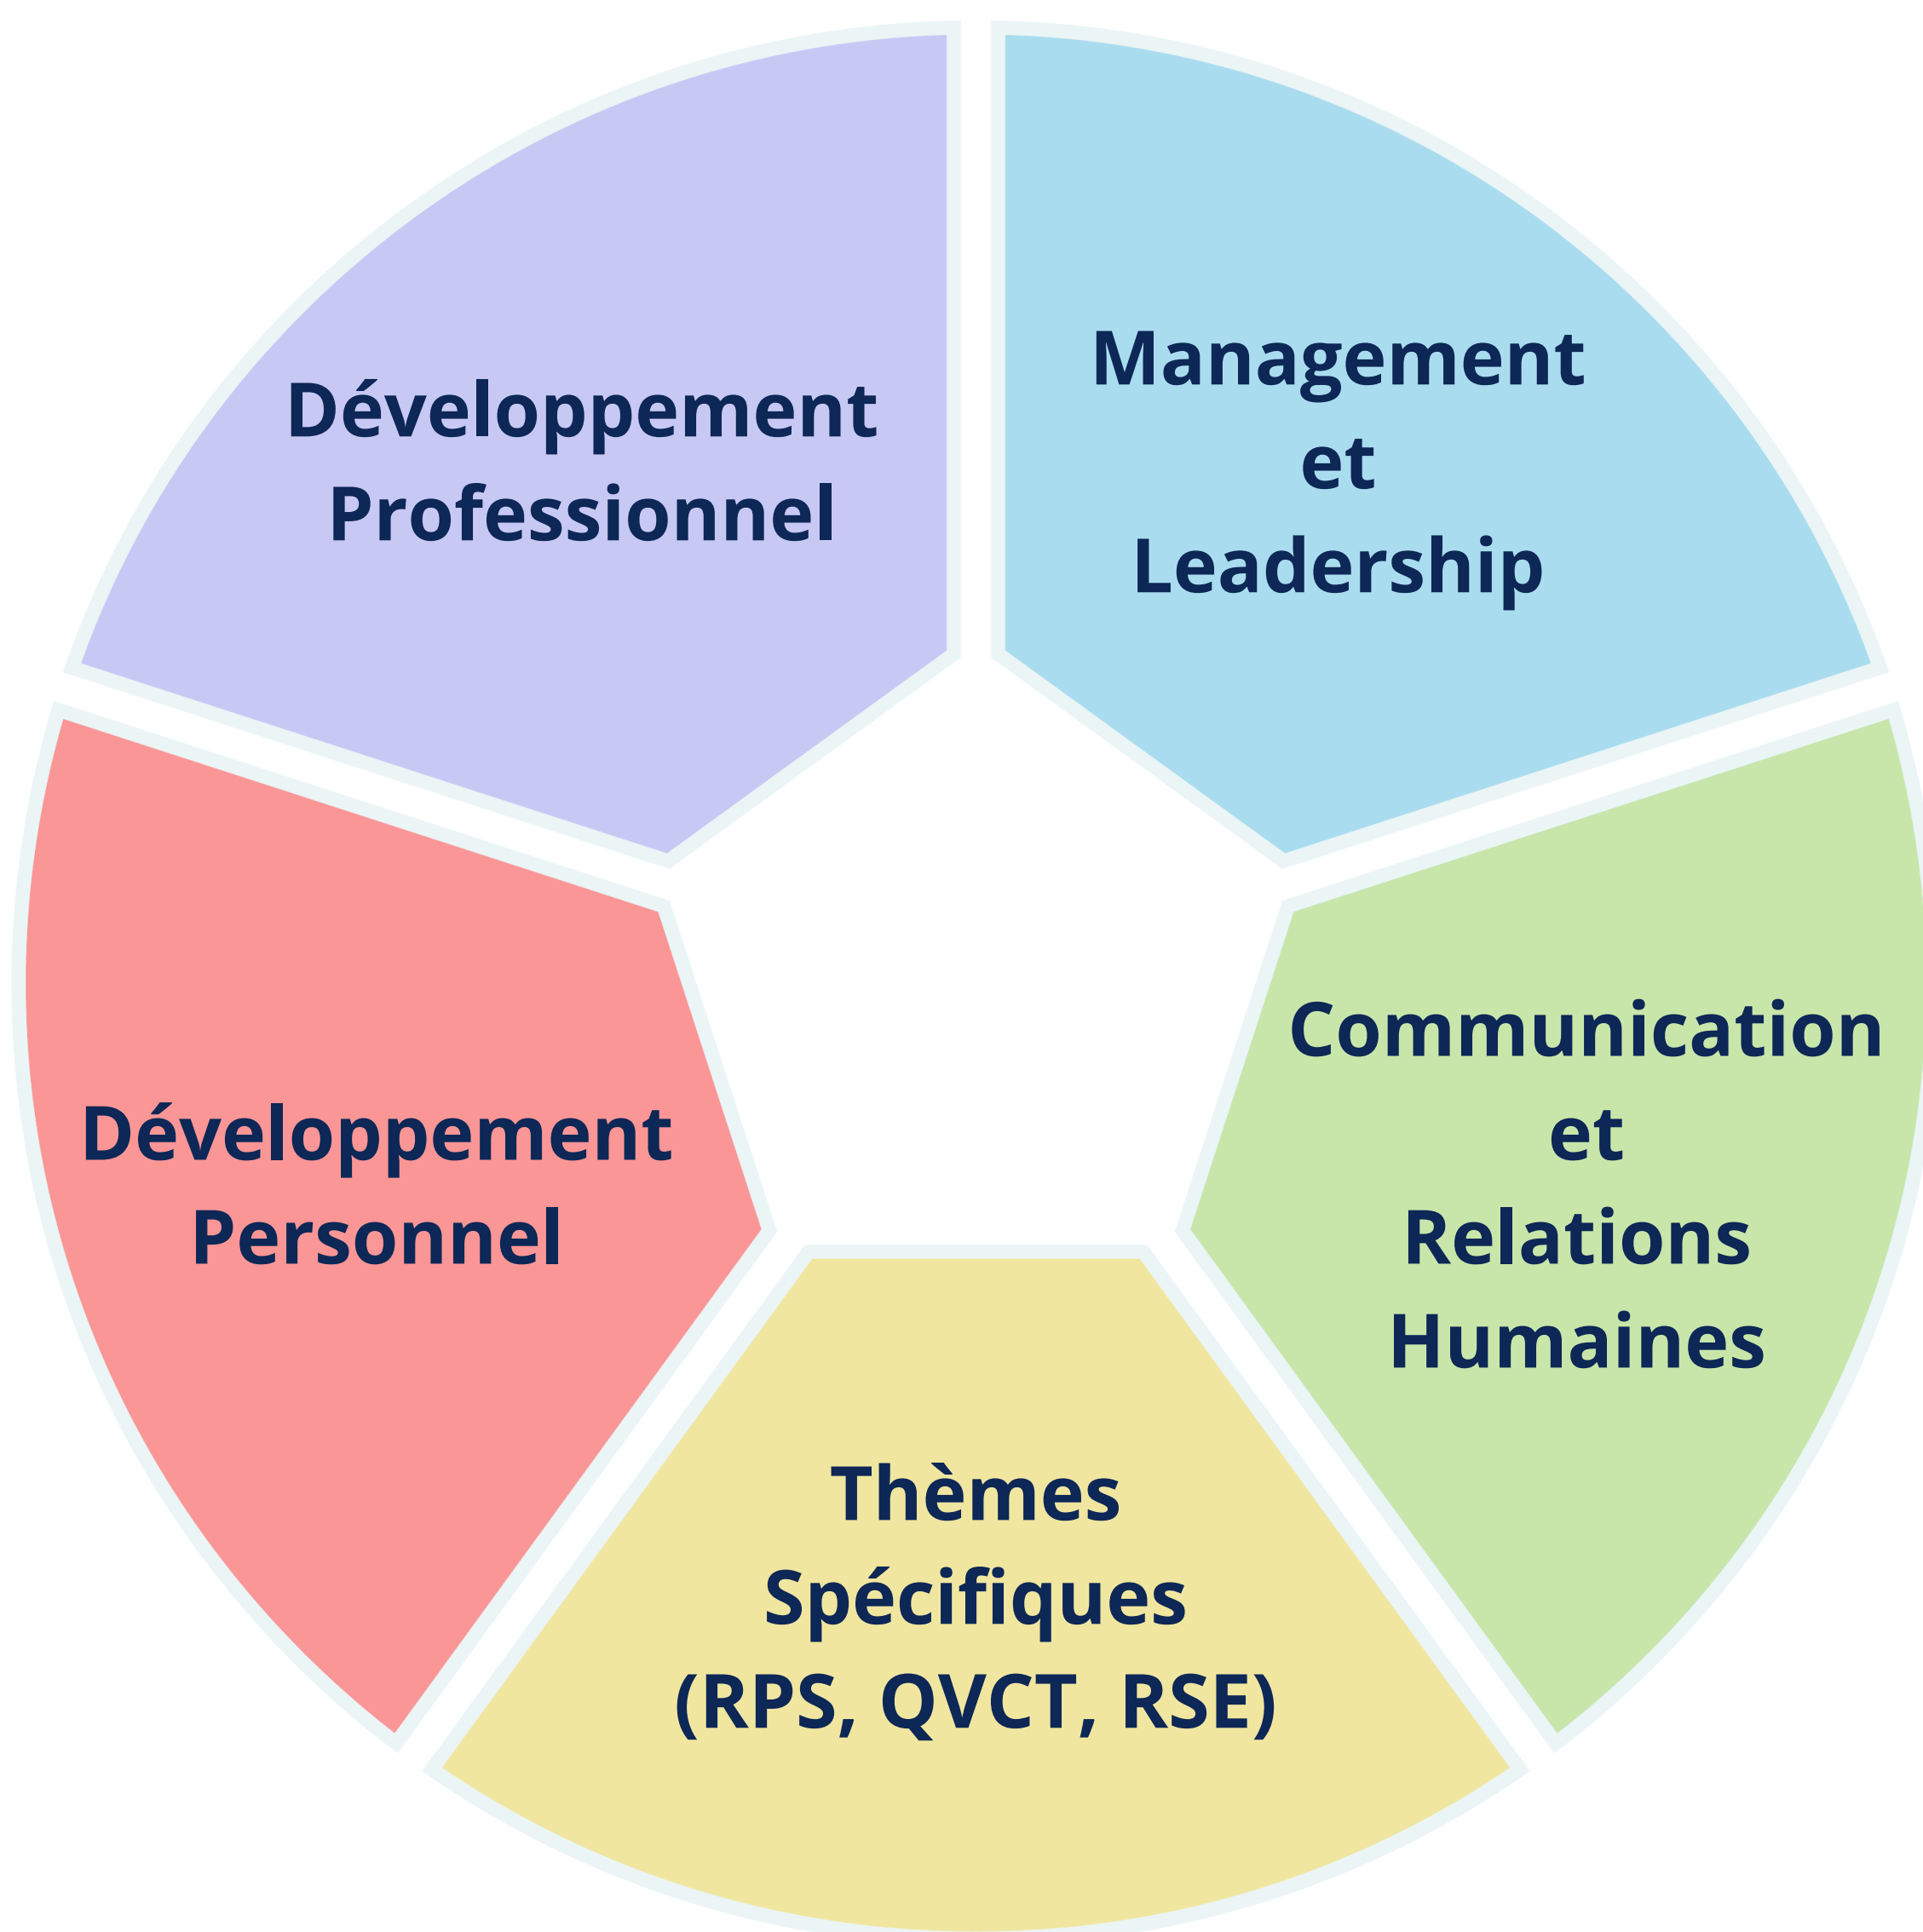 Développement
Professionnel
Management
et
Leadership
Communication
et
Relations
Humaines
Développement
Personnel
Thèmes
Spécifiques
(RPS, QVCT, RSE)